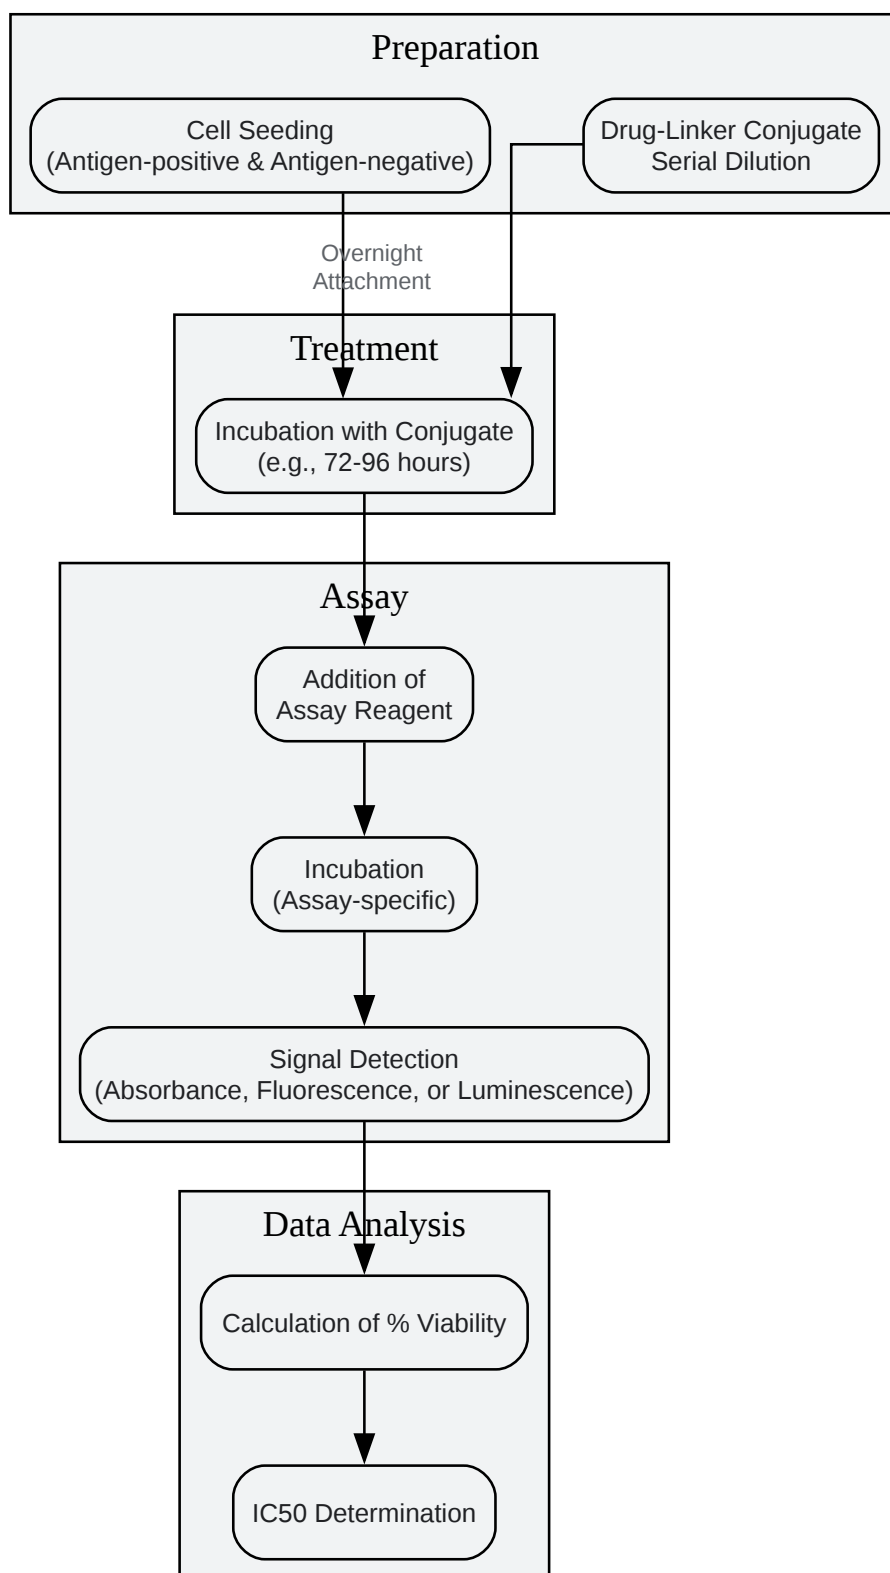 Preparation
Cell Seeding
(Antigen-positive & Antigen-negative)
Drug-Linker Conjugate
Serial Dilution
Overnight
Attachment
Treatment
Incubation with Conjugate
(e.g., 72-96 hours)
Assay
Addition of
Assay Reagent
Incubation
(Assay-specific)
Signal Detection
(Absorbance, Fluorescence, or Luminescence)
Data Analysis
Calculation of % Viability
IC50 Determination